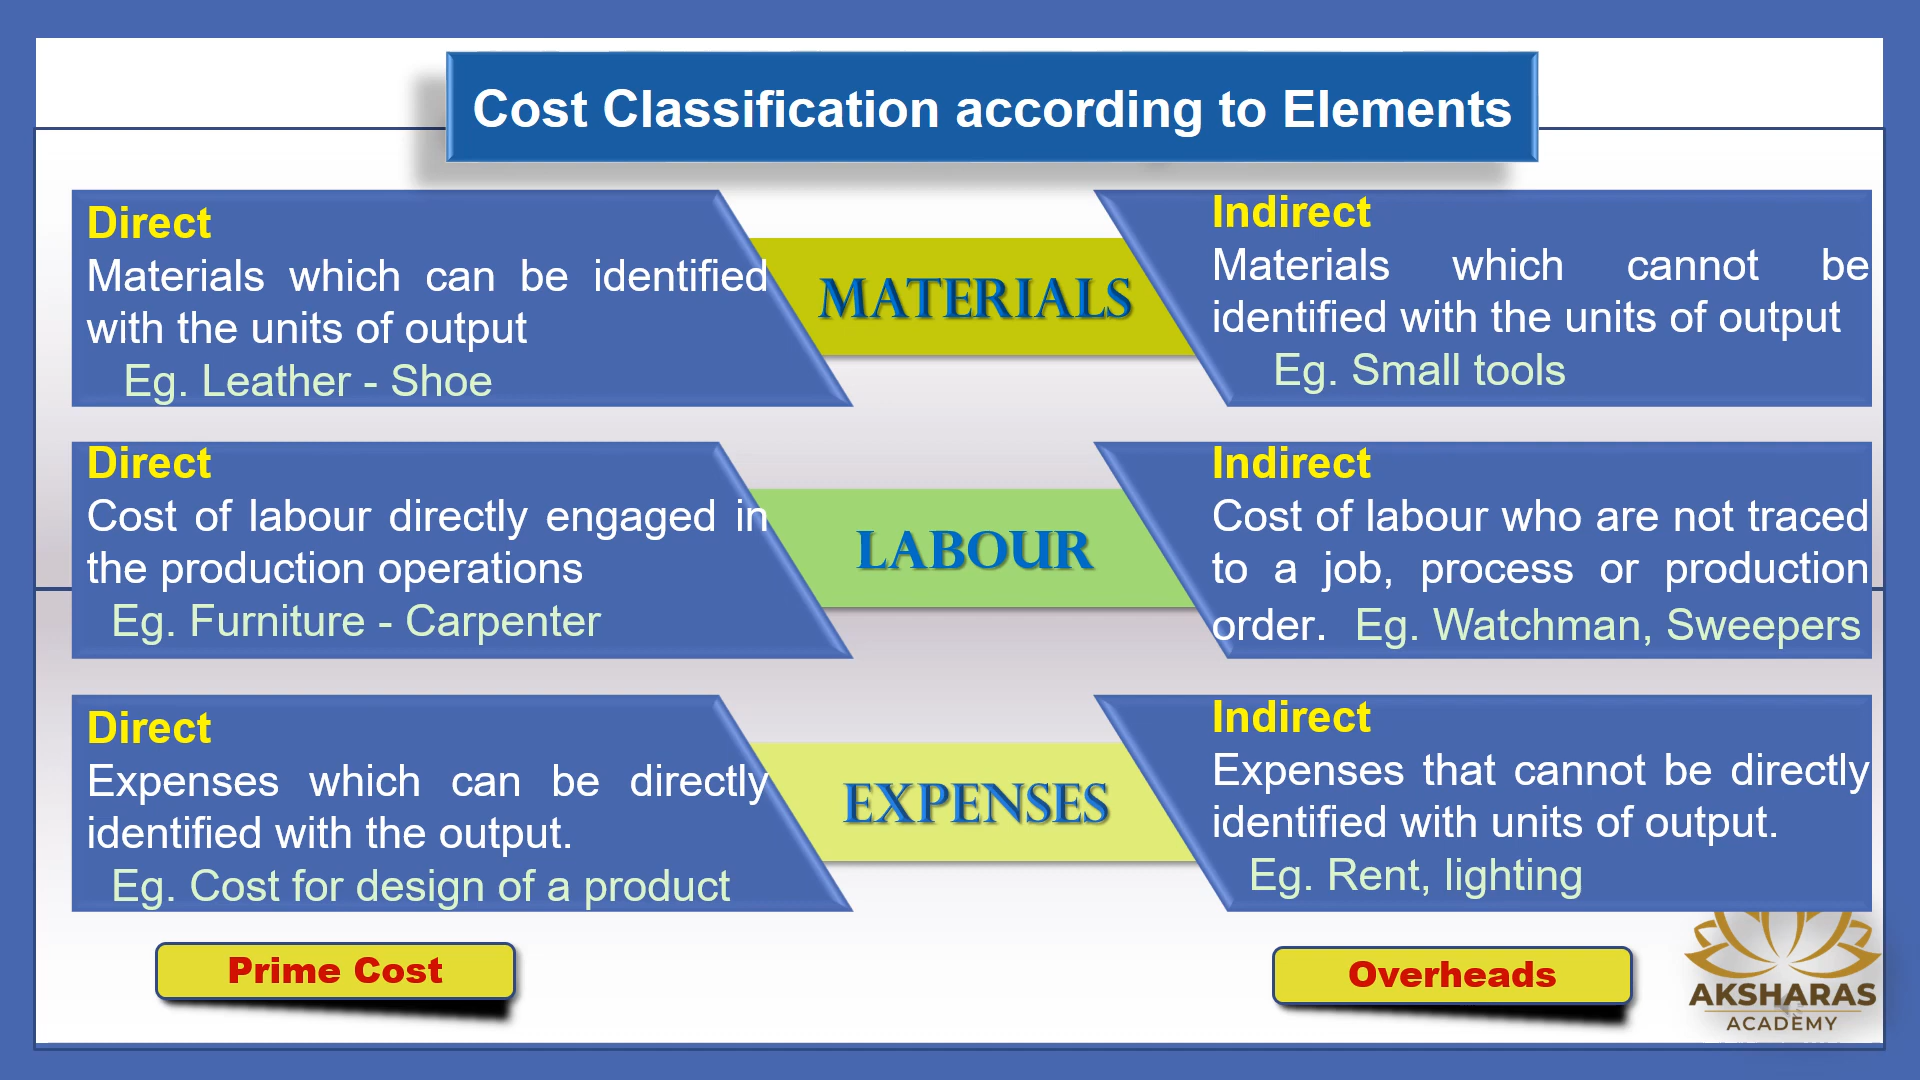 Cost Classification according to Elements
Direct
Materials which can be identified
with the units of output
Eg. Leather - Shoe
MATERIALS
Indirect
Materials which cannot be
identified with the units of output
Eg. Small tools
Direct
Cost of labour directly engaged in
the production operations
Eg. Furniture - Carpenter
LABOUR
Indirect
Cost of labour who are not traced
to a job, process or production
order. Eg. Watchman, Sweepers
Direct
Expenses which can be directly
identified with the output.
Eg. Cost for design of a product
EXPENSES
Indirect
Expenses that cannot be directly
identified with units of output.
Eg. Rent, lighting
Prime Cost
Overheads
AKSHARAS
ACADEMY